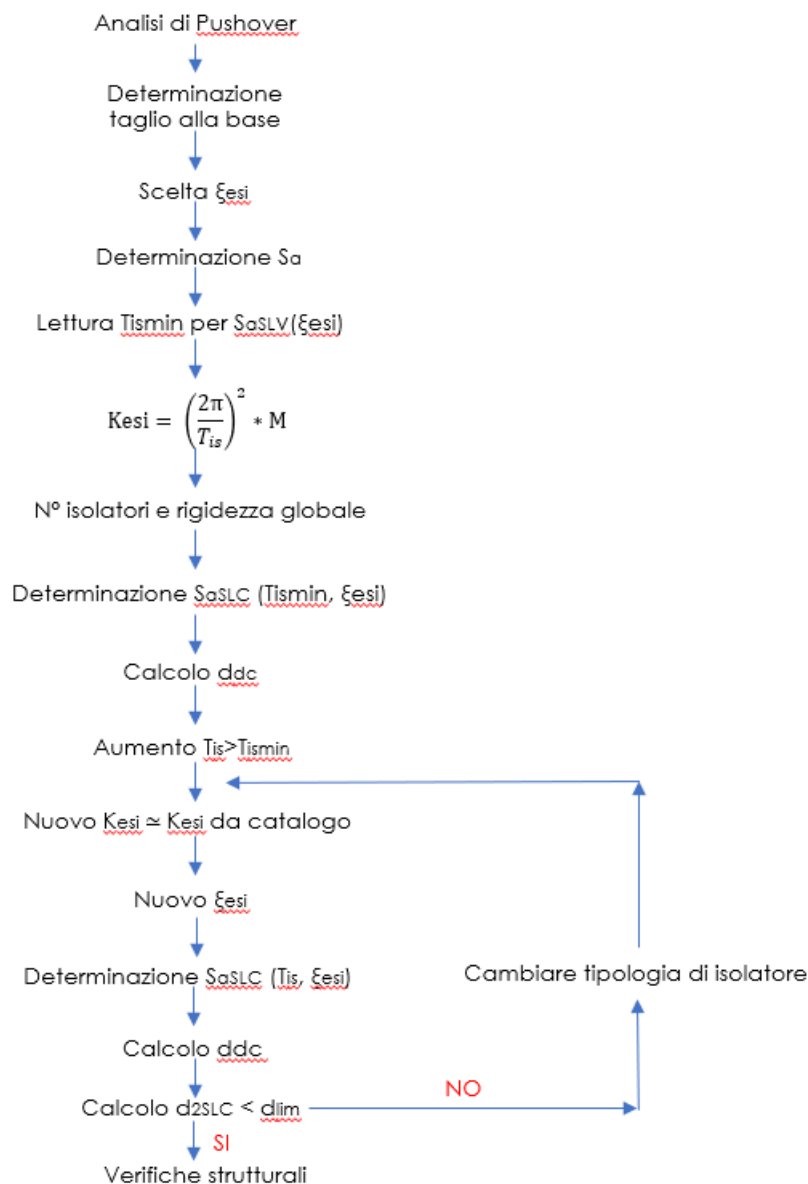 Analisi di Pushover
Determinazione
taglio alla base
Scelta ξesi
Determinazione Sa
Lettura Tismin per SaSLV(ξesi)
Kesi = (2π/T_is)² * M
N° isolatori e rigidezza globale
Determinazione SaSLC (Tismin, ξesi)
Calcolo ddc
Aumento Tis>Tismin
Nuovo Kesi ≃ Kesi da catalogo
Nuovo ξesi
Determinazione SaSLC (Tis, ξesi)
Cambiare tipologia di isolatore
Calcolo ddc
Calcolo d2SLC < dlim
NO
SI
Verifiche strutturali